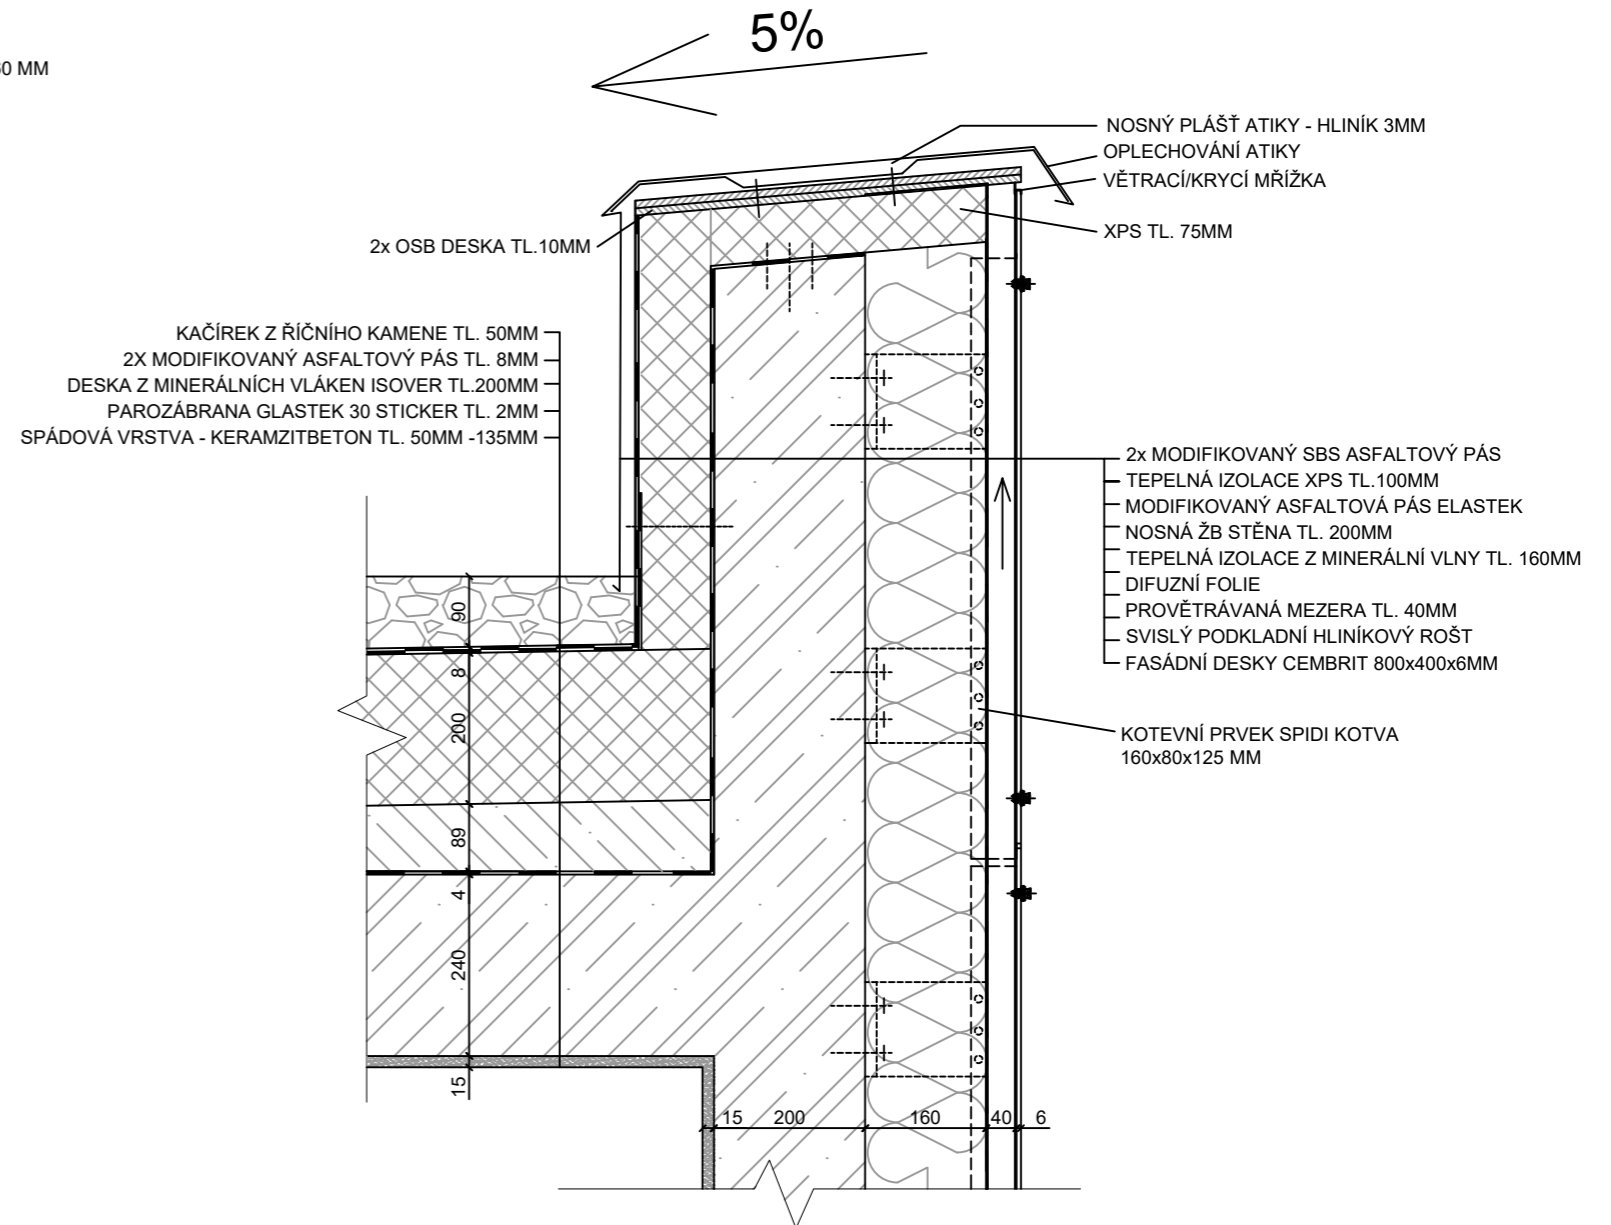 5%
60 MM
NOSNÝ PLÁŠŤ ATIKY - HLINÍK 3MM
OPLECHOVÁNÍ ATIKY
VĚTRACÍ/KRYCÍ MŘÍŽKA
XPS TL. 75MM
2x OSB DESKA TL.10MM
KAČÍREK Z ŘÍČNÍHO KAMENE TL. 50MM
2X MODIFIKOVANÝ ASFALTOVÝ PÁS TL. 8MM
DESKA Z MINERÁLNÍCH VLÁKEN ISOVER TL.200MM
PAROZÁBRANA GLASTEK 30 STICKER TL. 2MM
SPÁDOVÁ VRSTVA - KERAMZITBETON TL. 50MM -135MM
2x MODIFIKOVANÝ SBS ASFALTOVÝ PÁS
TEPELNÁ IZOLACE XPS TL.100MM
MODIFIKOVANÝ ASFALTOVÁ PÁS ELASTEK
NOSNÁ ŽB STĚNA TL. 200MM
TEPELNÁ IZOLACE Z MINERÁLNÍ VLNY TL. 160MM
DIFUZNÍ FOLIE
PROVĚTRÁVANÁ MEZERA TL. 40MM
SVISLÝ PODKLADNÍ HLINÍKOVÝ ROŠT
FASÁDNÍ DESKY CEMBRIT 800x400x6MM
KOTEVNÍ PRVEK SPIDI KOTVA
160x80x125 MM
90
8
200
89
4
240
15
15 200 160 40 6